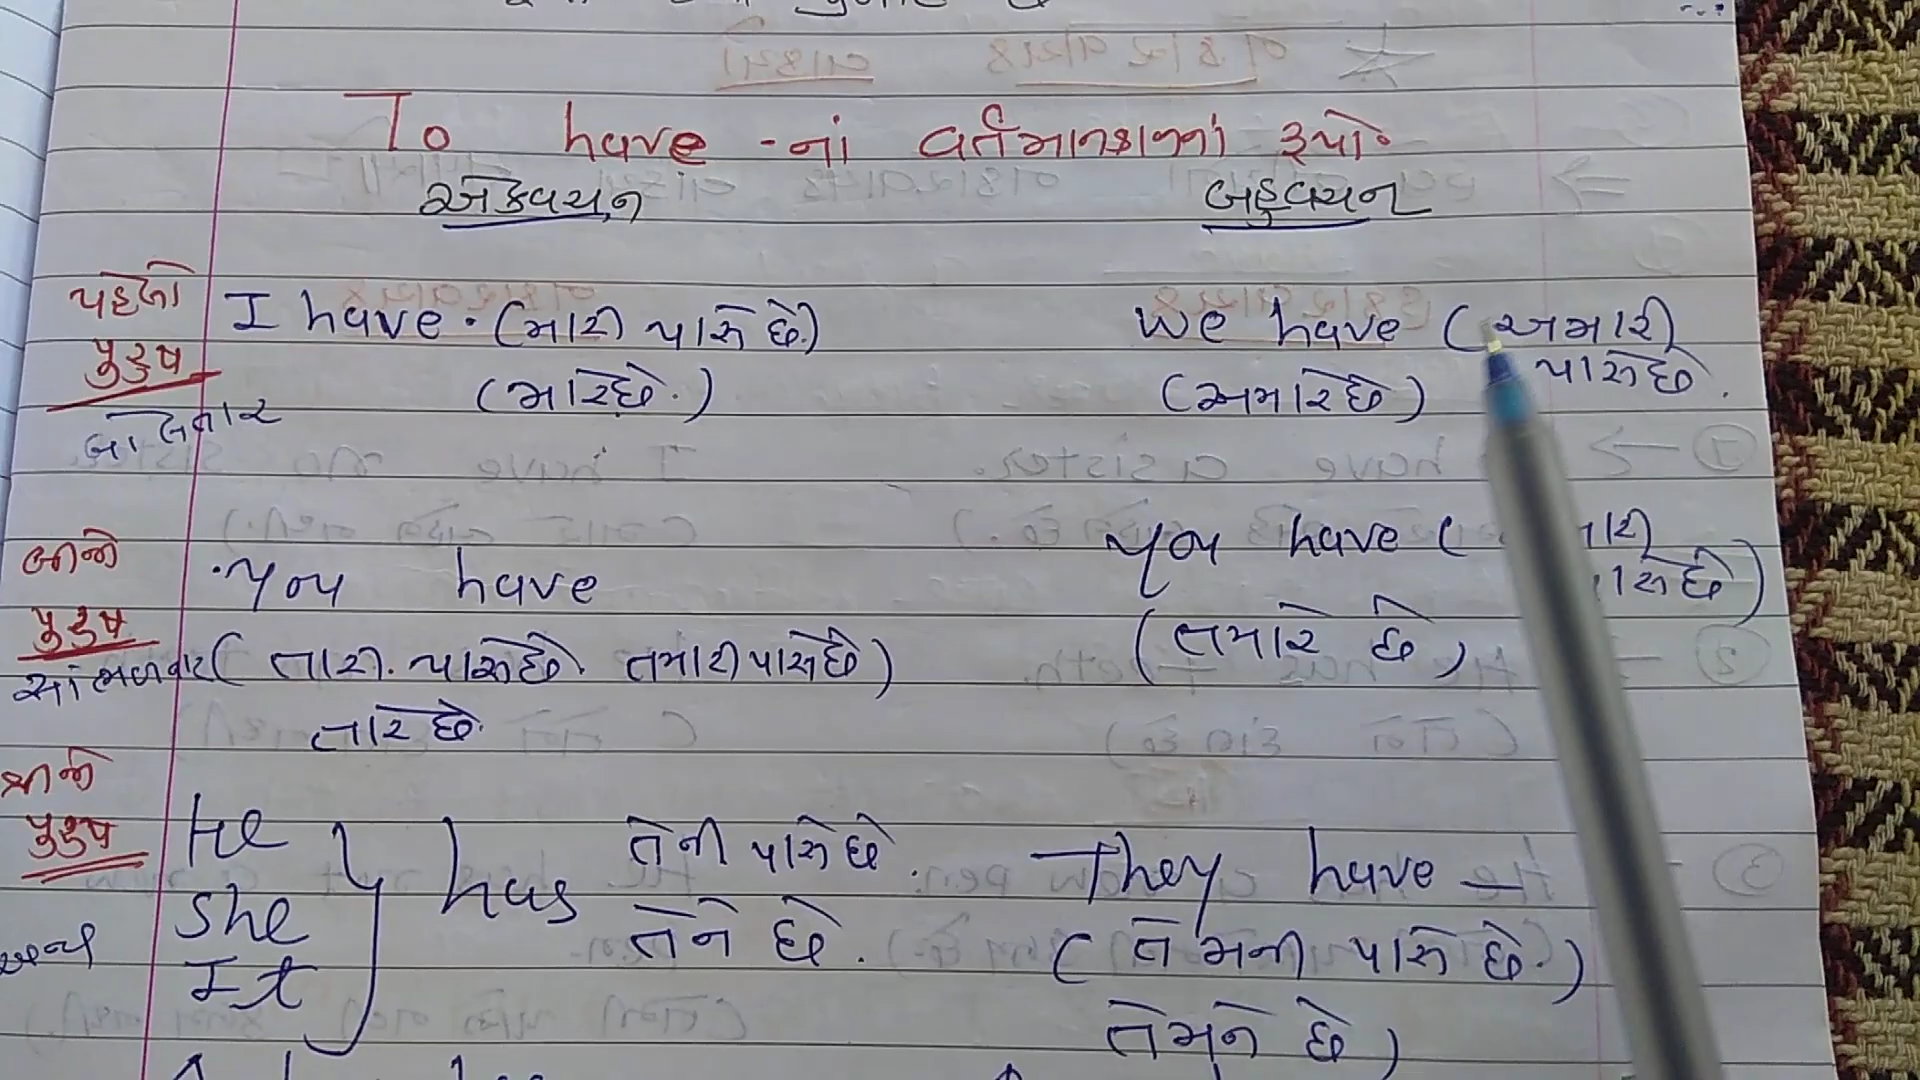 To have -નાં વર્તમાનકાળનાં રૂપો.
એકવચન બહુવચન
પહેલો પુરુષ
બોલનાર
I have. (મારી પાસે છે.)
(મારે છે.)
We have (અમારી પાસે છે.
(અમારે છે)
બીજો પુરુષ
સાંભળનાર
You have
(તારી. પાસે છે. તમારી પાસે છે)
તારે છે.
You have (
પાસે છે)
(તમારે છે)
ત્રીજો પુરુષ
અન્ય
He
She
It
has
તેની પાસે છે.
તેને છે.
They have –
(તેમની પાસે છે.)
તેમને છે)